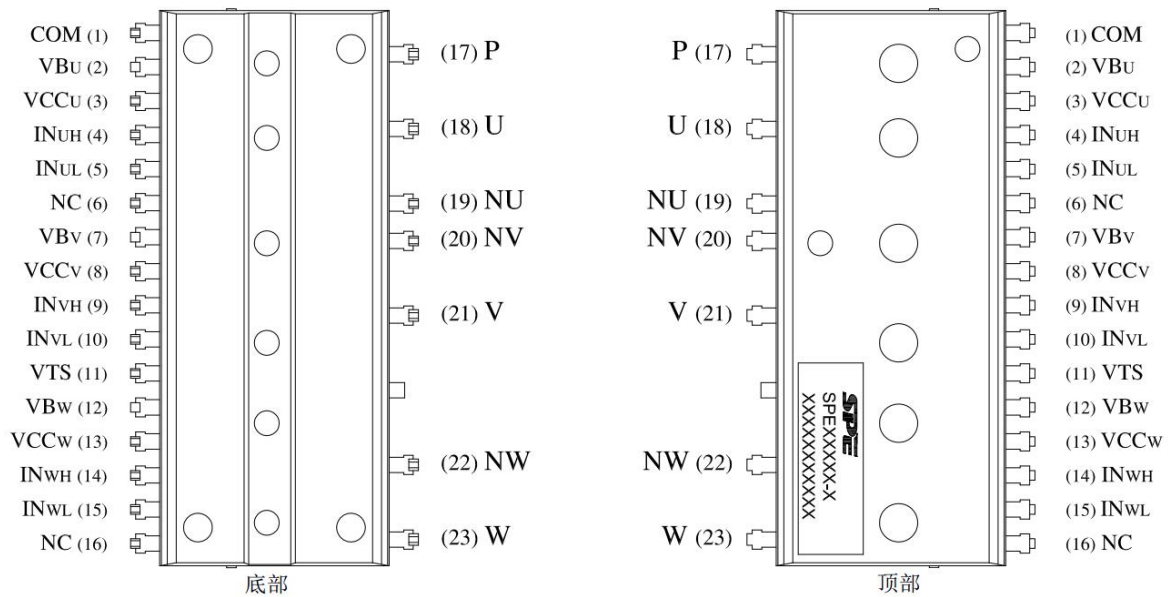 COM (1)
VBU (2)
VCCU (3)
INUH (4)
INUL (5)
NC (6)
VBV (7)
VCCV (8)
INVH (9)
INVL (10)
VTS (11)
VBW (12)
VCCW (13)
INWH (14)
INWL (15)
NC (16)
(17) P
(18) U
(19) NU
(20) NV
(21) V
(22) NW
(23) W
底部
P (17)
U (18)
NU (19)
NV (20)
V (21)
NW (22)
W (23)
SPE
SPEXXXXX-X
XXXXXXXXXXX
(1) COM
(2) VBU
(3) VCCU
(4) INUH
(5) INUL
(6) NC
(7) VBV
(8) VCCV
(9) INVH
(10) INVL
(11) VTS
(12) VBW
(13) VCCW
(14) INWH
(15) INWL
(16) NC
顶部